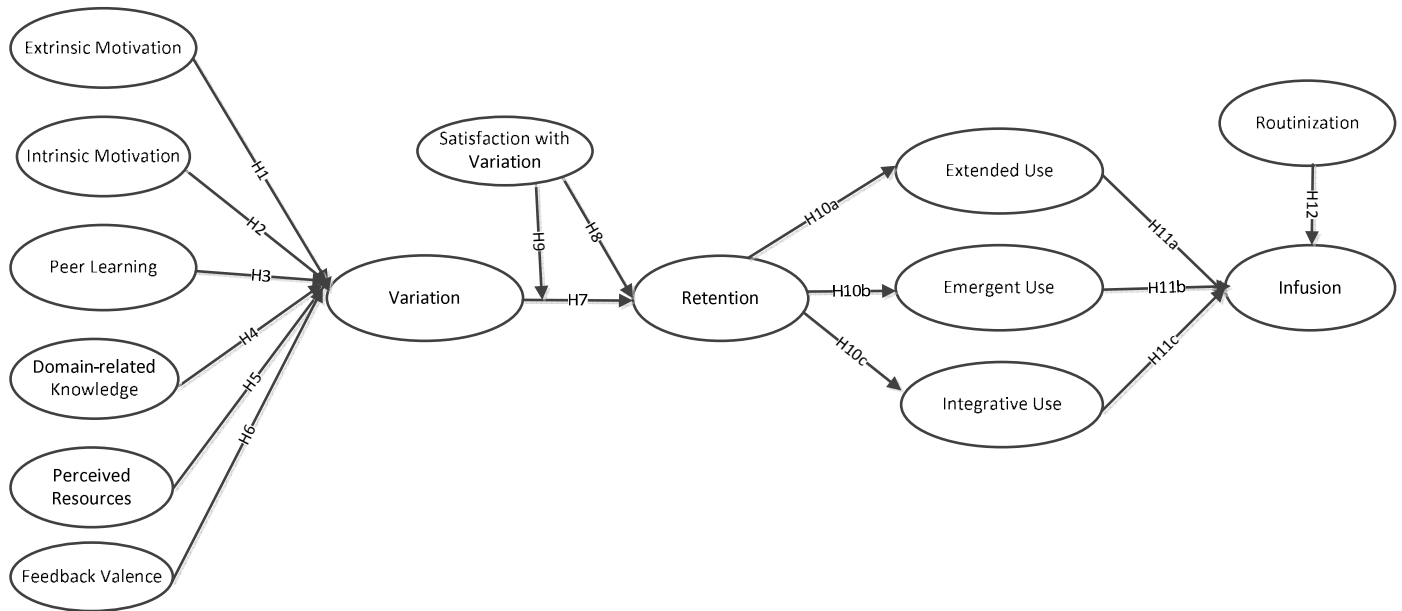 Extrinsic Motivation
Intrinsic Motivation
Peer Learning
Domain-related
Knowledge
Perceived
Resources
Feedback Valence
H1
H2
H3
H4
H5
H6
Variation
Satisfaction with
Variation
H9
H8
H7
Retention
H10a
H10b
H10c
Extended Use
Emergent Use
Integrative Use
H11a
H11b
H11c
Routinization
H12
Infusion